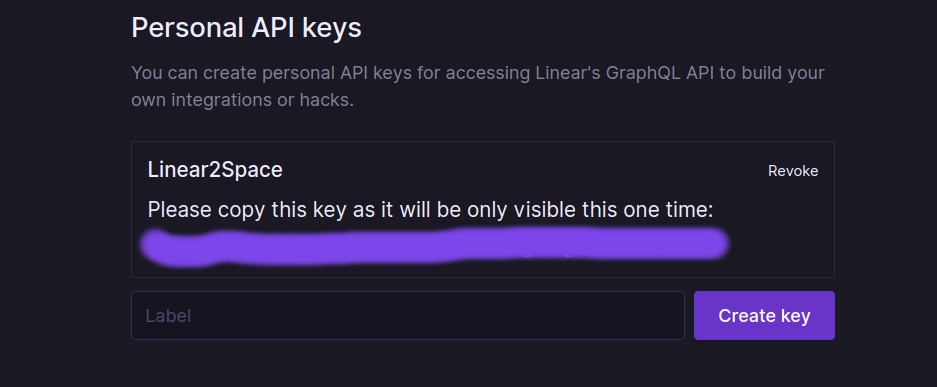 Personal API keys
You can create personal API keys for accessing Linear's GraphQL API to build your
own integrations or hacks.
Linear2Space
Revoke
Please copy this key as it will be only visible this one time:
Label
Create key